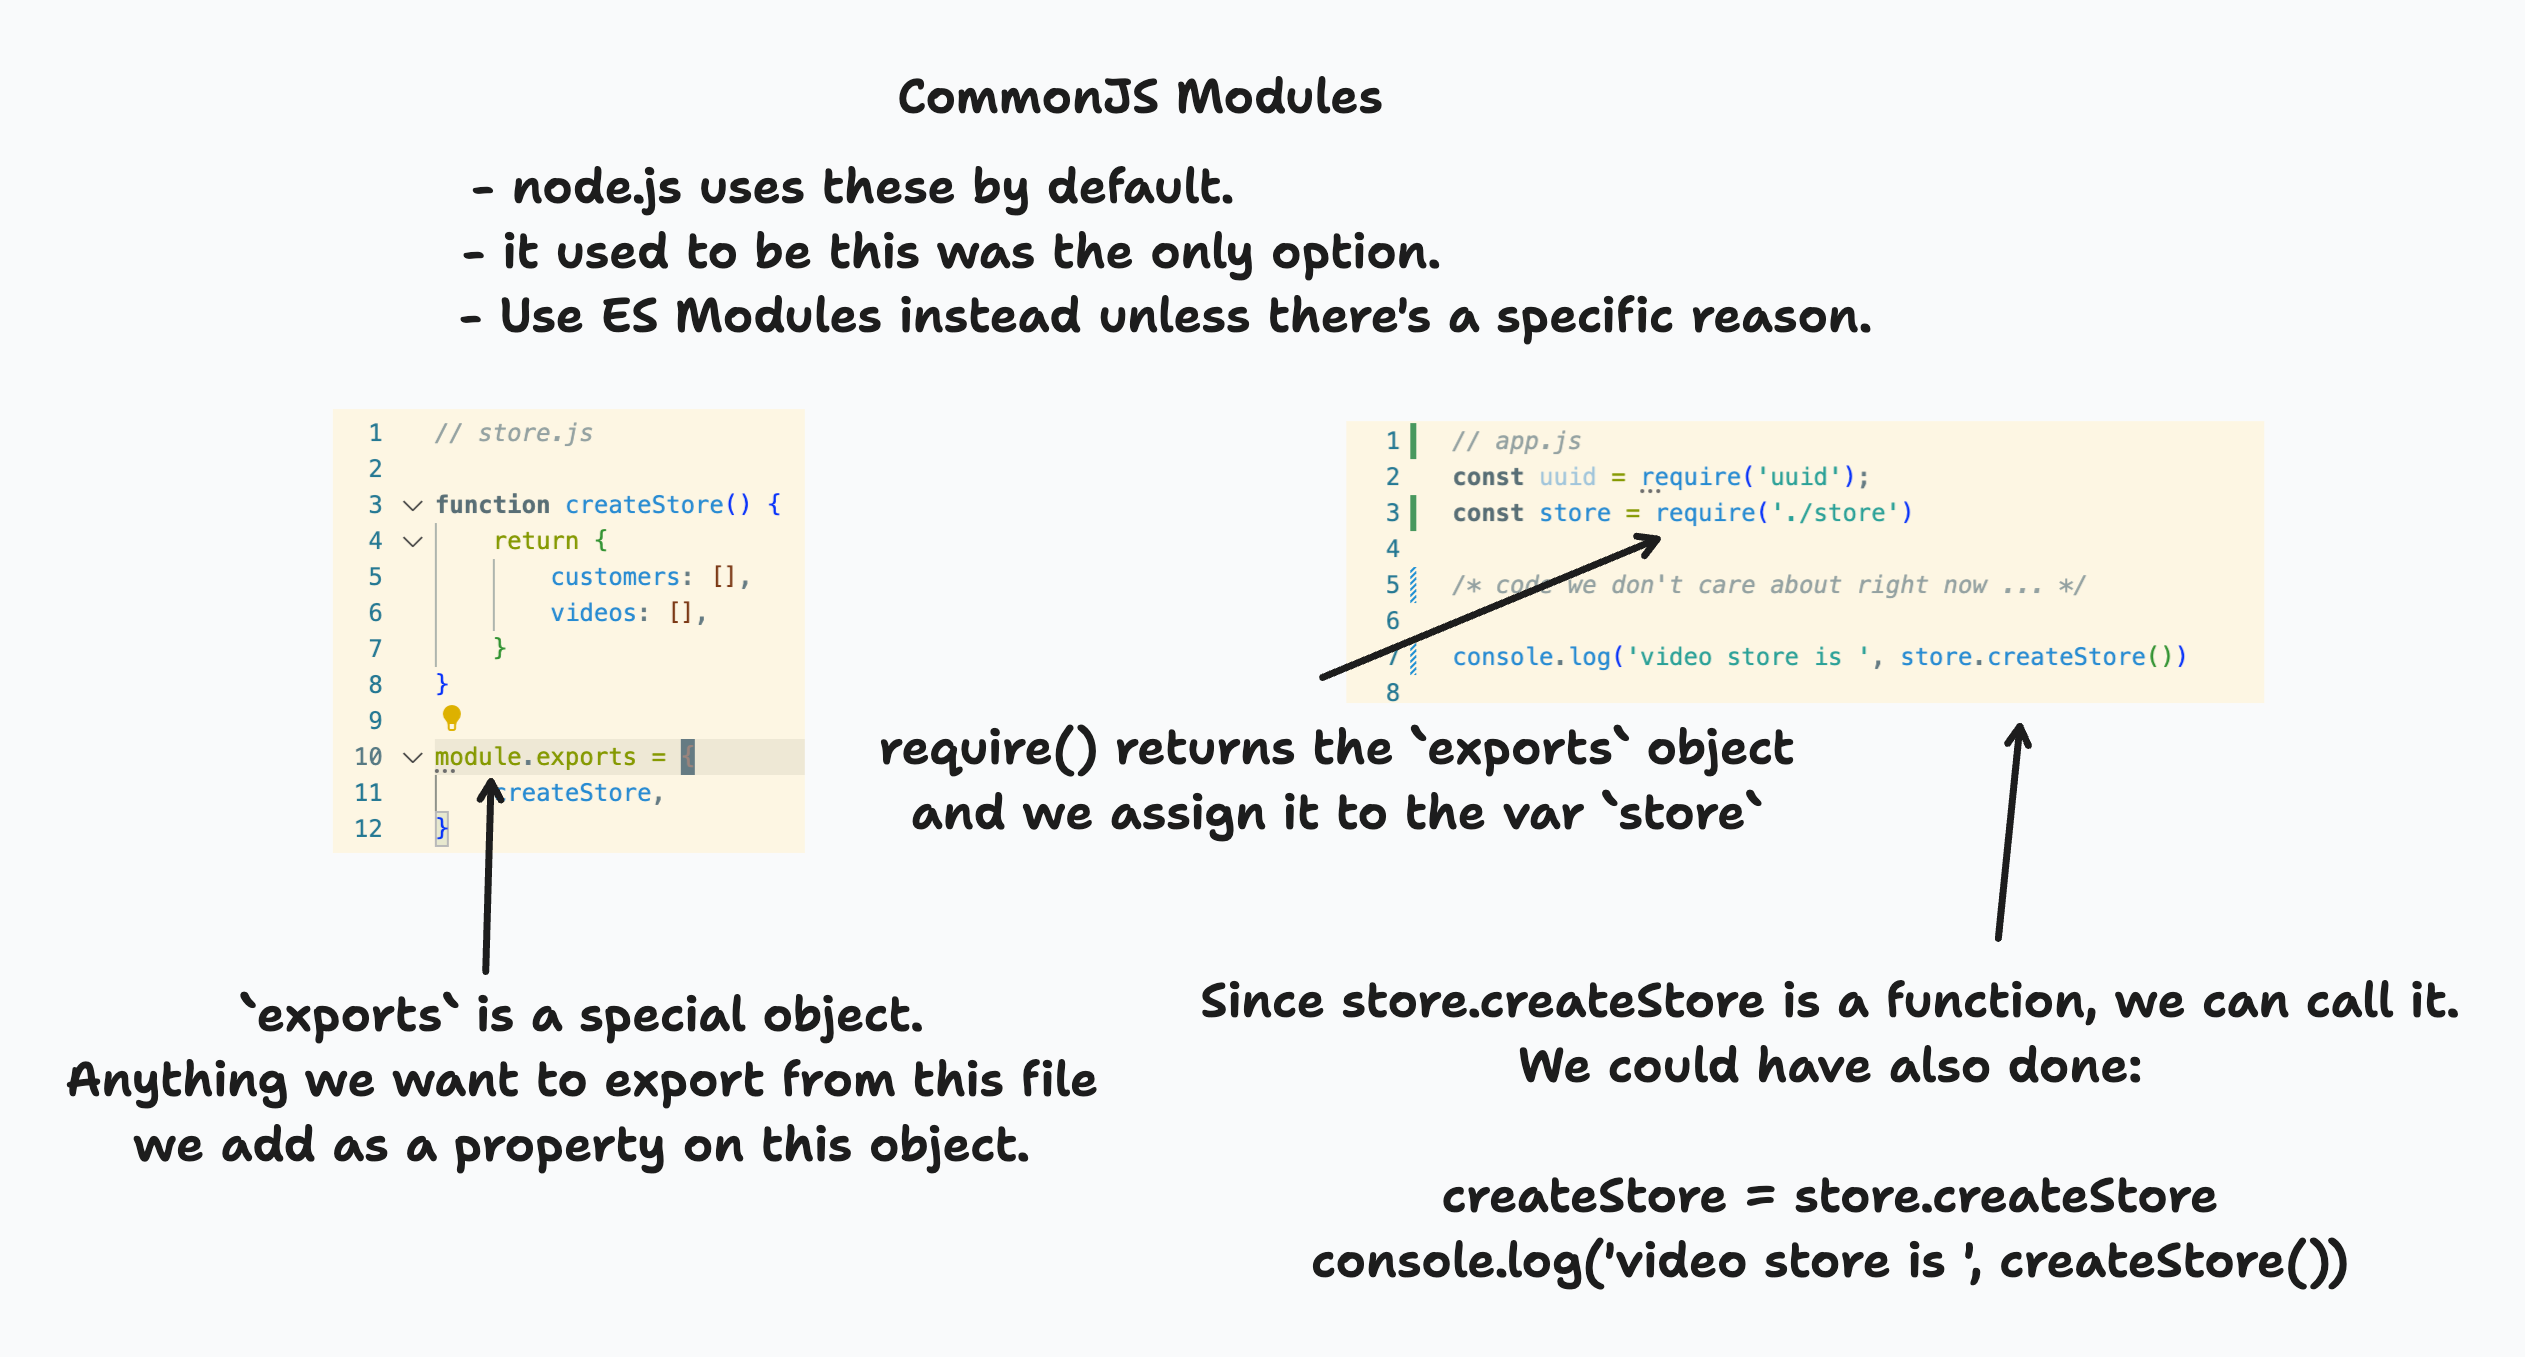 CommonJS Modules
- node.js uses these by default.
- it used to be this was the only option.
- Use ES Modules instead unless there's a specific reason.
1 // store.js
2
3 function createStore() {
4 return {
5 customers: [],
6 videos: [],
7 }
8 }
9
10 module.exports = {
11 createStore,
12 }
`exports` is a special object.
Anything we want to export from this file
we add as a property on this object.
1 // app.js
2 const uuid = require('uuid');
3 const store = require('./store')
4
5 /* code we don't care about right now ... */
6
7 console.log('video store is ', store.createStore())
8
require() returns the `exports` object
and we assign it to the var `store`
Since store.createStore is a function, we can call it.
We could have also done:
createStore = store.createStore
console.log('video store is ', createStore())